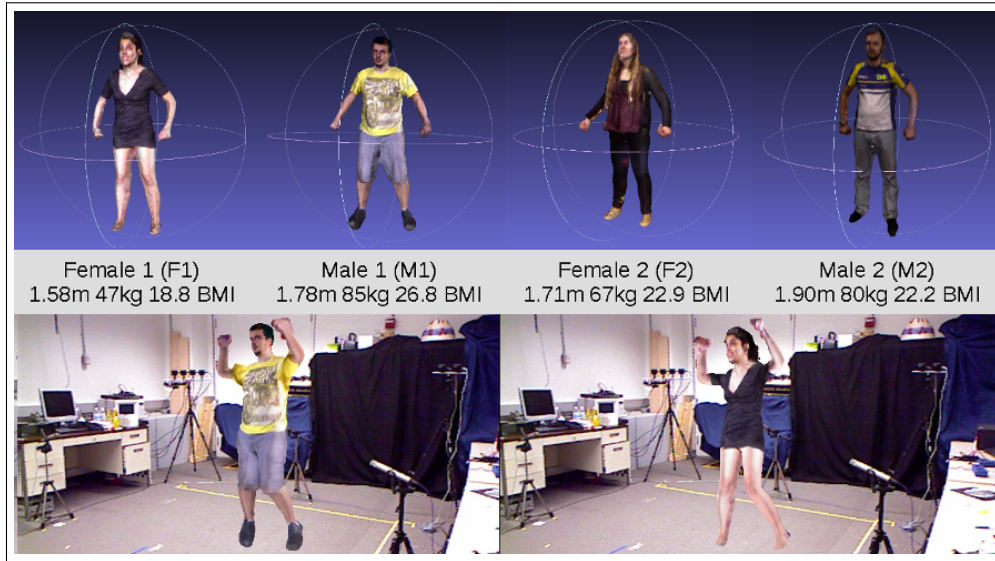 Female 1 (F1)
1.58m 47kg 18.8 BMI
Male 1 (M1)
1.78m 85kg 26.8 BMI
Female 2 (F2)
1.71m 67kg 22.9 BMI
Male 2 (M2)
1.90m 80kg 22.2 BMI